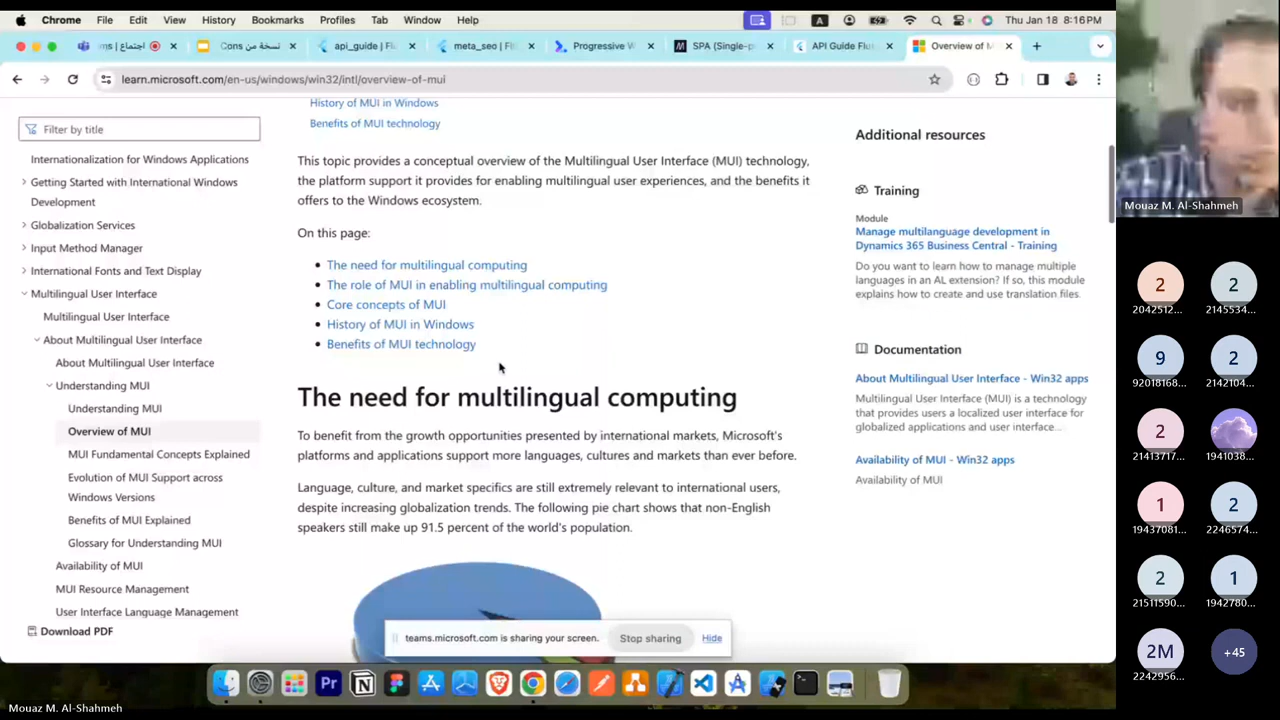 Chrome File Edit View History Bookmarks Profiles Tab Window Help A Thu Jan 18 8:16 PM
اجتماع | ms نسخة من Cons api_guide | Fl meta_seo | Fl Progressive W SPA (Single-p API Guide Flu Overview of M
learn.microsoft.com/en-us/windows/win32/intl/overview-of-mui
Filter by title
Internationalization for Windows Applications
Getting Started with International Windows
Development
Globalization Services
Input Method Manager
International Fonts and Text Display
Multilingual User Interface
Multilingual User Interface
About Multilingual User Interface
About Multilingual User Interface
Understanding MUI
Understanding MUI
Overview of MUI
MUI Fundamental Concepts Explained
Evolution of MUI Support across
Windows Versions
Benefits of MUI Explained
Glossary for Understanding MUI
Availability of MUI
MUI Resource Management
User Interface Language Management
Download PDF
History of MUI in Windows
Benefits of MUI technology
This topic provides a conceptual overview of the Multilingual User Interface (MUI) technology,
the platform support it provides for enabling multilingual user experiences, and the benefits it
offers to the Windows ecosystem.
On this page:
The need for multilingual computing
The role of MUI in enabling multilingual computing
Core concepts of MUI
History of MUI in Windows
Benefits of MUI technology
The need for multilingual computing
To benefit from the growth opportunities presented by international markets, Microsoft's
platforms and applications support more languages, cultures and markets than ever before.
Language, culture, and market specifics are still extremely relevant to international users,
despite increasing globalization trends. The following pie chart shows that non-English
speakers still make up 91.5 percent of the world's population.
teams.microsoft.com is sharing your screen. Stop sharing Hide
Additional resources
Training
Module
Manage multilanguage development in
Dynamics 365 Business Central - Training
Do you want to learn how to manage multiple
languages in an AL extension? If so, this module
explains how to create and use translation files.
Documentation
About Multilingual User Interface - Win32 apps
Multilingual User Interface (MUI) is a technology
that provides users a localized user interface for
globalized applications and user interface...
Availability of MUI - Win32 apps
Availability of MUI
Pr
Mouaz M. Al-Shahmeh
2 2
2042512... 2145534...
9 2
92018168... 2142104...
2
21413717... 1941038...
1 2
19437081... 2246574...
2 1
21511590... 1942780...
2M +45
2242956...
Mouaz M. Al-Shahmeh